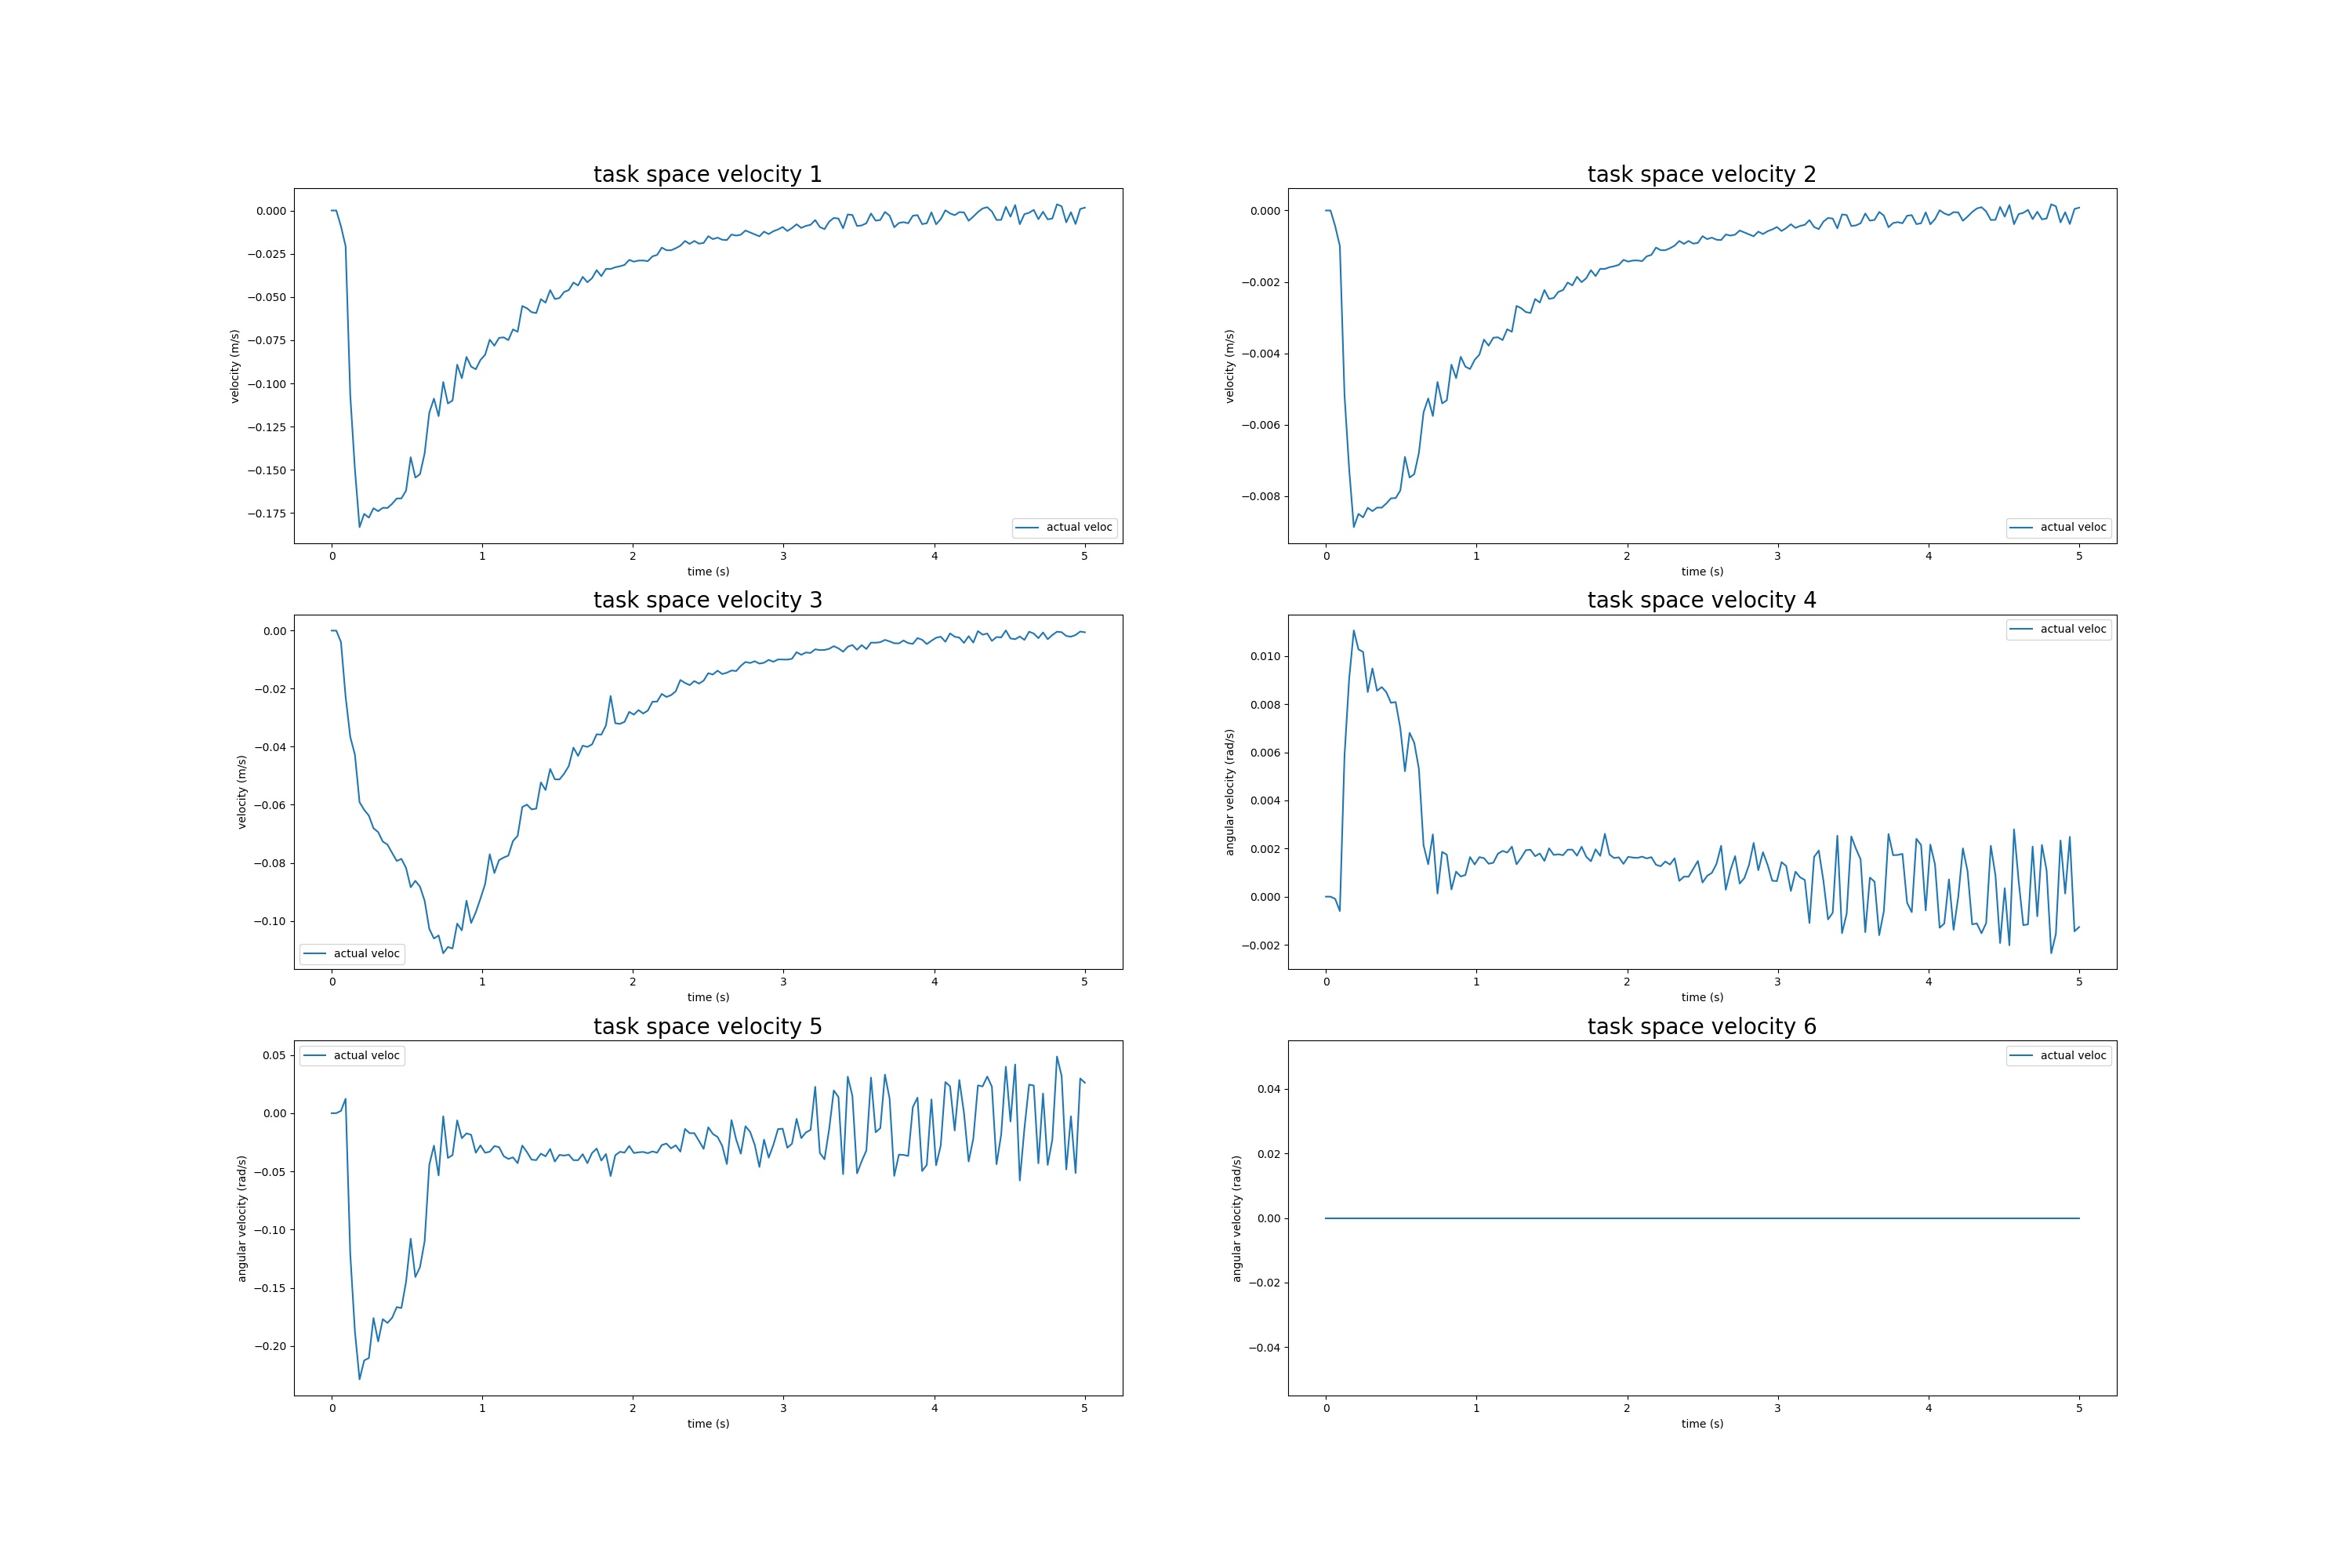 task space velocity 1
0.000
−0.025
−0.050
−0.075
−0.100
−0.125
−0.150
−0.175
velocity (m/s)
actual veloc
0 1 2 3 4 5
time (s)
task space velocity 2
0.000
−0.002
−0.004
−0.006
−0.008
velocity (m/s)
actual veloc
0 1 2 3 4 5
time (s)
task space velocity 3
0.00
−0.02
−0.04
−0.06
−0.08
−0.10
velocity (m/s)
actual veloc
0 1 2 3 4 5
time (s)
task space velocity 4
actual veloc
0.010
0.008
0.006
0.004
0.002
0.000
−0.002
angular velocity (rad/s)
0 1 2 3 4 5
time (s)
task space velocity 5
actual veloc
0.05
0.00
−0.05
−0.10
−0.15
−0.20
angular velocity (rad/s)
0 1 2 3 4 5
time (s)
task space velocity 6
actual veloc
0.04
0.02
0.00
−0.02
−0.04
angular velocity (rad/s)
0 1 2 3 4 5
time (s)